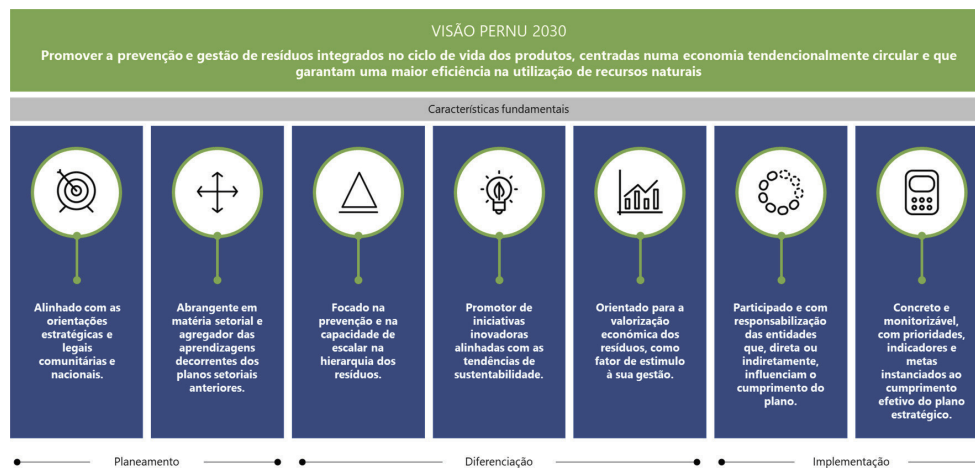 VISÃO PERNU 2030
Promover a prevenção e gestão de resíduos integrados no ciclo de vida dos produtos, centradas numa economia tendencionalmente circular e que
garantam uma maior eficiência na utilização de recursos naturais
Características fundamentais
Alinhado com as
orientações
estratégicas e
legais
comunitárias e
nacionais.
Abrangente em
matéria setorial e
agregador das
aprendizagens
decorrentes dos
planos setoriais
anteriores.
Focado na
prevenção e na
capacidade de
escalar na
hierarquia dos
resíduos.
Promotor de
iniciativas
inovadoras
alinhadas com as
tendências de
sustentabilidade.
Orientado para a
valorização
económica dos
resíduos, como
fator de estímulo
à sua gestão.
Participado e com
responsabilização
das entidades
que, direta ou
indiretamente,
influenciam o
cumprimento do
plano.
Concreto e
monitorizável,
com prioridades,
indicadores e
metas
instanciados ao
cumprimento
efetivo do plano
estratégico.
Planeamento
Diferenciação
Implementação